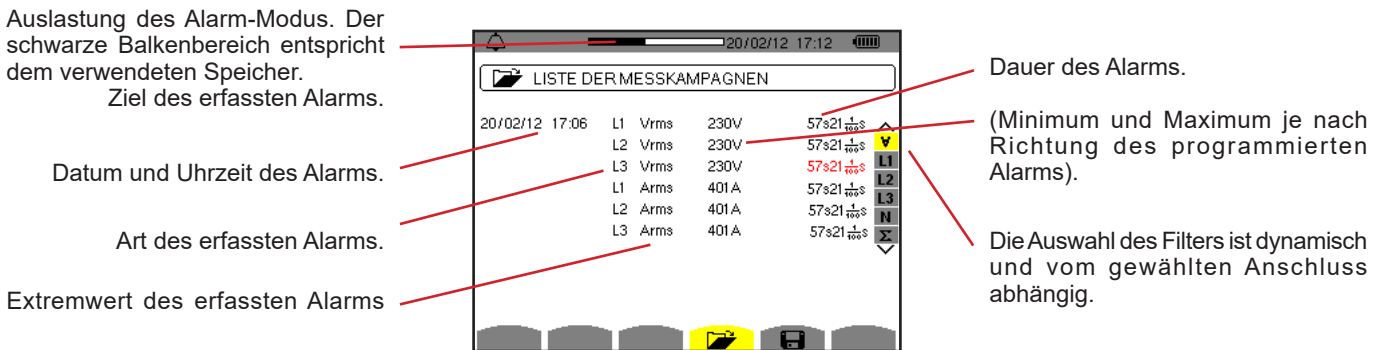 Auslastung des Alarm-Modus. Der
schwarze Balkenbereich entspricht
dem verwendeten Speicher.
Ziel des erfassten Alarms.
Datum und Uhrzeit des Alarms.
Art des erfassten Alarms.
Extremwert des erfassten Alarms
20/02/12 17:12
LISTE DER MESSKAMPAGNEN
20/02/12 17:06 L1 Vrms 230V 57s21 1/100 s
L2 Vrms 230V 57s21 1/100 s
L3 Vrms 230V 57s21 1/100 s
L1 Arms 401A 57s21 1/100 s
L2 Arms 401A 57s21 1/100 s
L3 Arms 401A 57s21 1/100 s
∀
L1
L2
L3
N
Σ
Dauer des Alarms.
(Minimum und Maximum je nach
Richtung des programmierten
Alarms).
Die Auswahl des Filters ist dynamisch
und vom gewählten Anschluss
abhängig.